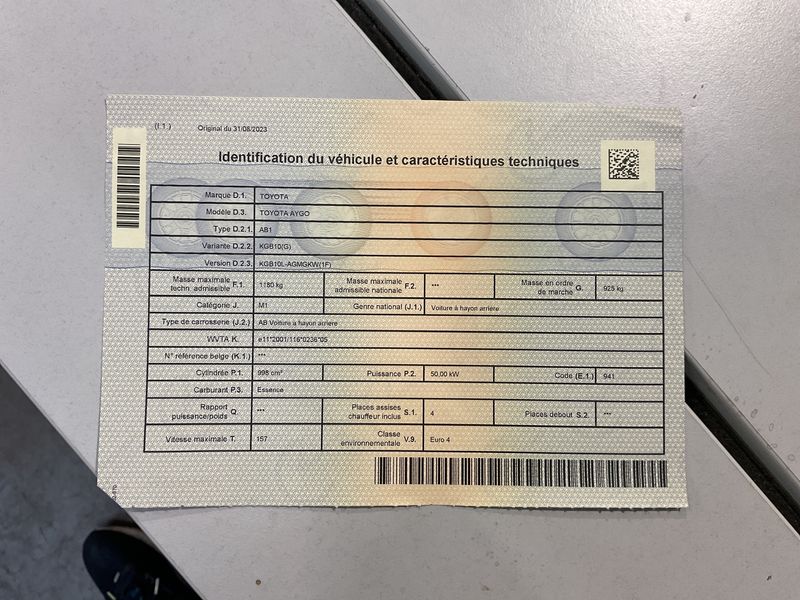 (I.1.) Original du 31/08/2023
Identification du véhicule et caractéristiques techniques
Marque D.1. TOYOTA
Modèle D.3. TOYOTA AYGO
Type D.2.1. AB1
Variante D.2.2. KGB10(G)
Version D.2.3. KGB10L-AGMGKW(1F)
Masse maximale techn. admissible F.1. 1180 kg Masse maximale admissible nationale F.2. *** Masse en ordre de marche G. 925 kg
Catégorie J. M1 Genre national (J.1.) Voiture à hayon arrière
Type de carrosserie (J.2.) AB Voiture à hayon arrière
WVTA K. e11*2001/116*0236*05
N° référence belge (K.1.) ***
Cylindrée P.1. 998 cm³ Puissance P.2. 50,00 kW Code (E.1.) 941
Carburant P.3. Essence
Rapport puissance/poids Q. *** Places assises chauffeur inclus S.1. 4 Places debout S.2. ***
Vitesse maximale T. 157 Classe environnementale V.9. Euro 4